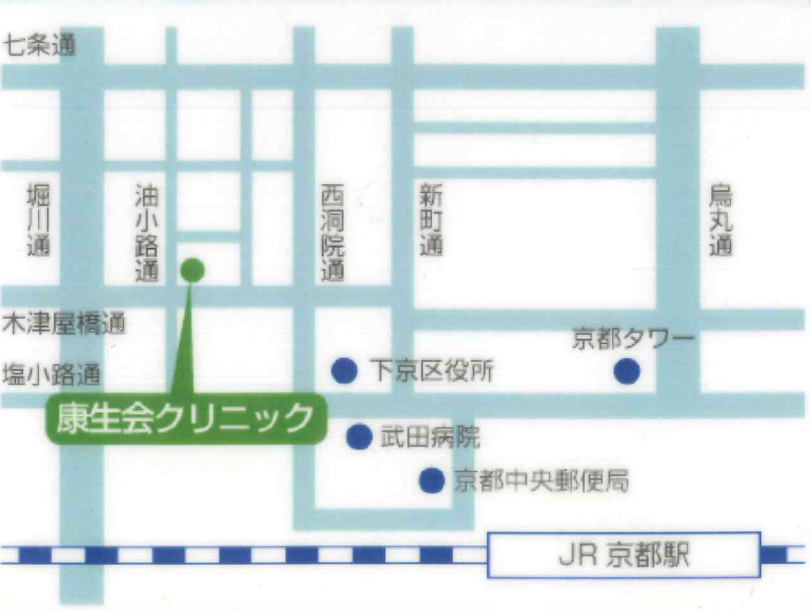 七条通
堀川通
油小路通
西洞院通
新町通
烏丸通
木津屋橋通
京都タワー
塩小路通
下京区役所
康生会クリニック
武田病院
京都中央郵便局
JR 京都駅